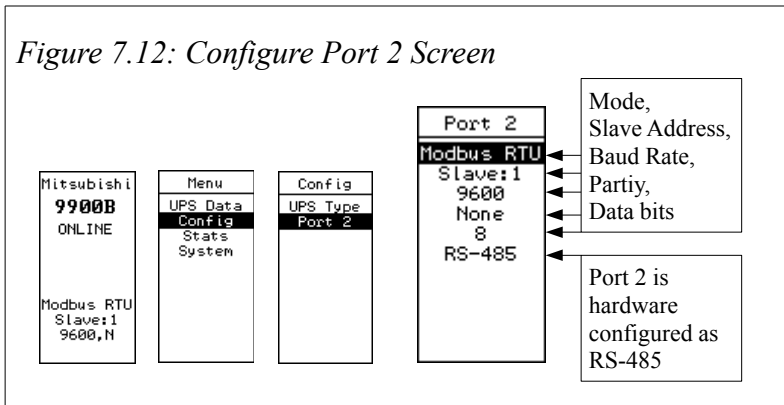 Figure 7.12: Configure Port 2 Screen
Mitsubishi
9900B
ONLINE
Modbus RTU
Slave:1
9600,N
Menu
UPS Data
Config
Stats
System
Config
UPS Type
Port 2
Port 2
Modbus RTU
Slave:1
9600
None
8
RS-485
Mode,
Slave Address,
Baud Rate,
Partiy,
Data bits
Port 2 is
hardware
configured as
RS-485